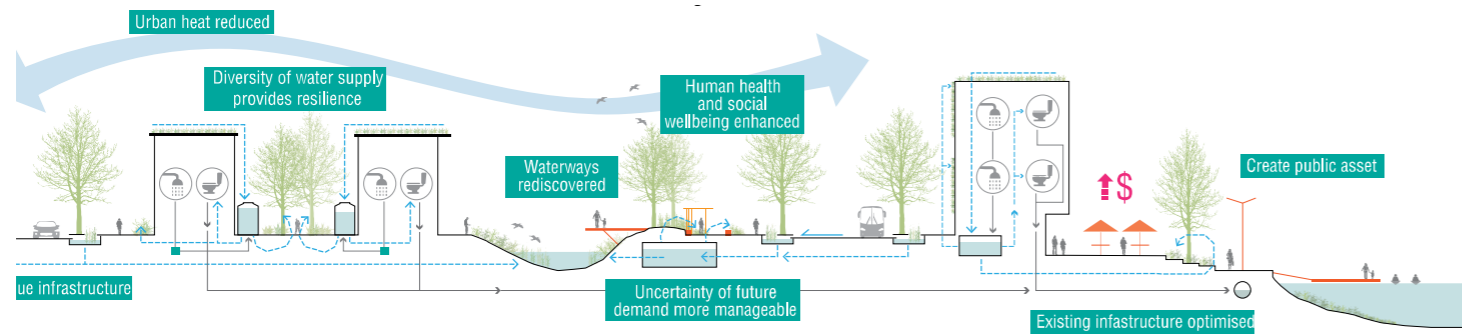 Urban heat reduced
Diversity of water supply
provides resilience
Human health
and social
wellbeing enhanced
Waterways
rediscovered
Create public asset
$
ue infrastructure
Uncertainty of future
demand more manageable
Existing infastructure optimised